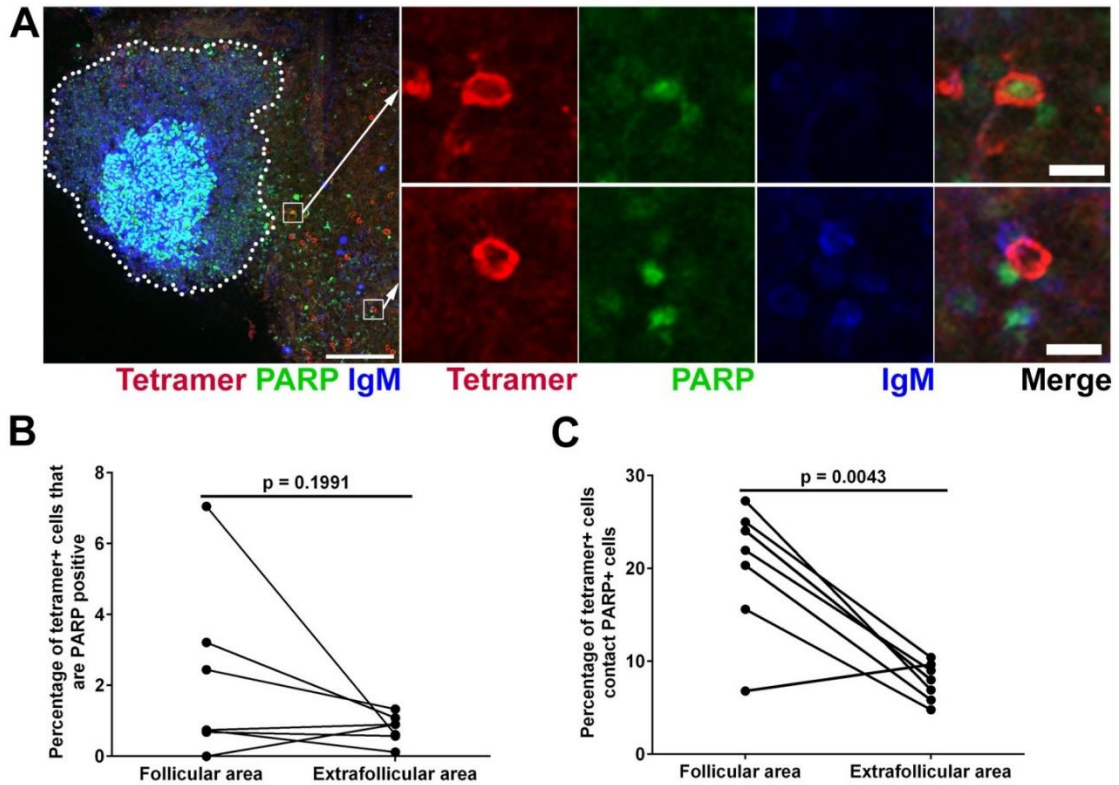 A
Tetramer PARP IgM
Tetramer
PARP
IgM
Merge
B
Percentage of tetramer+ cells that
are PARP positive
8
6
4
2
0
p = 0.1991
Follicular area
Extrafollicular area
C
Percentage of tetramer+ cells
contact PARP+ cells
30
20
10
0
p = 0.0043
Follicular area
Extrafollicular area